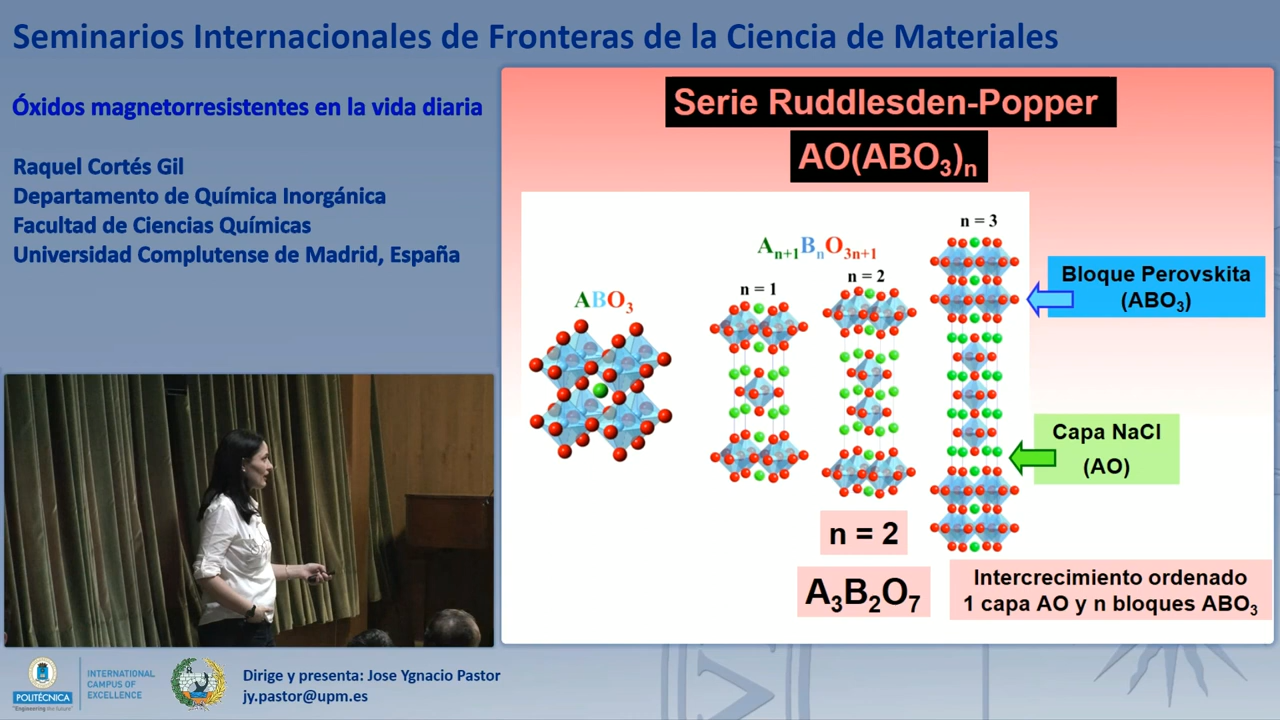 Seminarios Internacionales de Fronteras de la Ciencia de Materiales
Óxidos magnetorresistentes en la vida diaria
Raquel Cortés Gil
Departamento de Química Inorgánica
Facultad de Ciencias Químicas
Universidad Complutense de Madrid, España
Serie Ruddlesden-Popper
AO(ABO₃)ₙ
ABO₃
Aₙ₊₁BₙO₃ₙ₊₁
n = 1
n = 2
n = 3
Bloque Perovskita
(ABO₃)
Capa NaCl
(AO)
n = 2
A₃B₂O₇
Intercrecimiento ordenado
1 capa AO y n bloques ABO₃
POLITÉCNICA
"Engineering the future"
INTERNATIONAL
CAMPUS OF
EXCELLENCE
Dirige y presenta: Jose Ygnacio Pastor
jy.pastor@upm.es